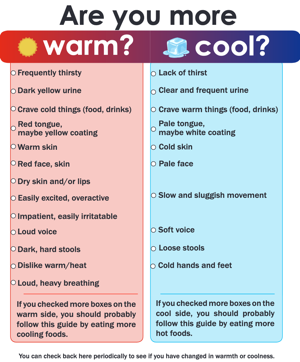 Are you more
warm?
cool?
Frequently thirsty
Dark yellow urine
Crave cold things (food, drinks)
Red tongue,
maybe yellow coating
Warm skin
Red face, skin
Dry skin and/or lips
Easily excited, overactive
Impatient, easily irritatable
Loud voice
Dark, hard stools
Dislike warm/heat
Loud, heavy breathing
If you checked more boxes on the
warm side, you should probably
follow this guide by eating more
cooling foods.
Lack of thirst
Clear and frequent urine
Crave warm things (food, drinks)
Pale tongue,
maybe white coating
Cold skin
Pale face
Slow and sluggish movement
Soft voice
Loose stools
Cold hands and feet
If you checked more boxes on the
cool side, you should probably
follow this guide by eating more
hot foods.
You can check back here periodically to see if you have changed in warmth or coolness.